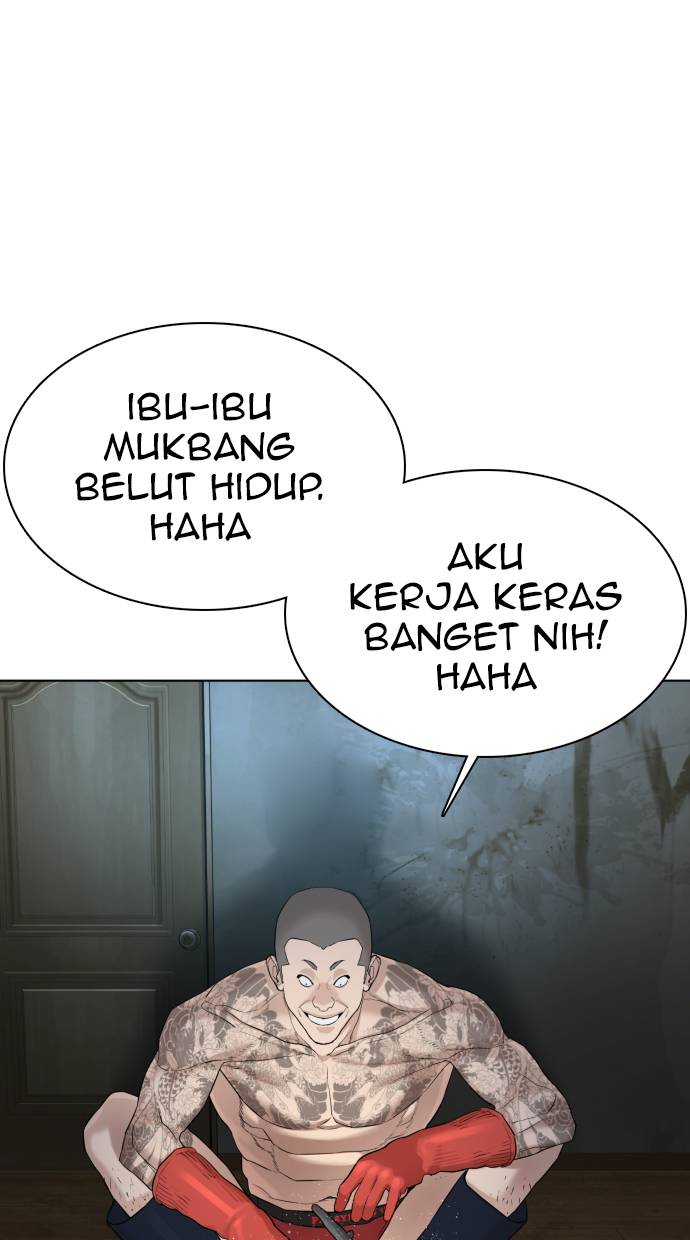 IBU-IBU
MUKBANG
BELUT HIDUP.
HAHA
AKU
KERJA KERAS
BANGET NIH!
HAHA